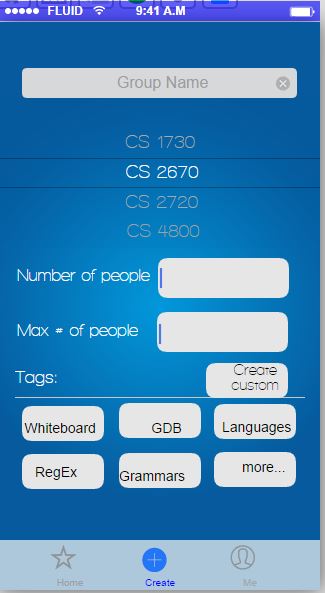 FLUID 9:41 A.M
Group Name
CS 1730
CS 2670
CS 2720
CS 4800
Number of people
Max # of people
Tags:
Create
custom
Whiteboard GDB Languages
RegEx Grammars more...
Home Create Me